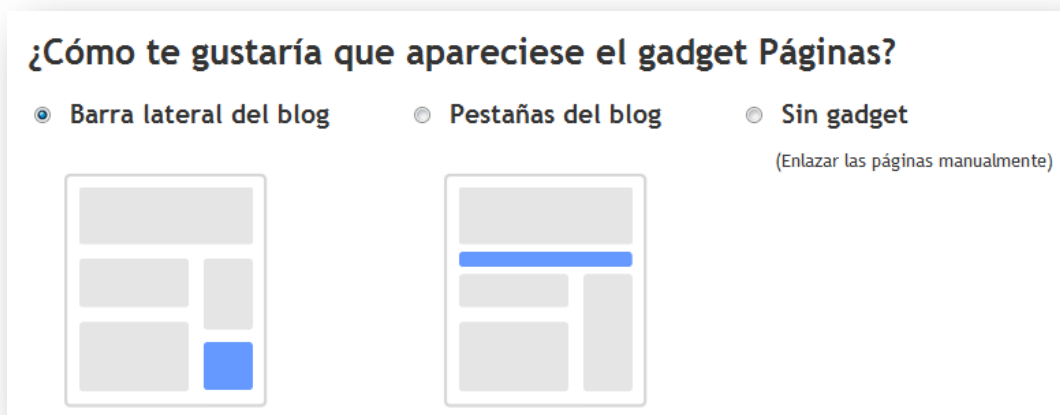 ¿Cómo te gustaría que apareciese el gadget Páginas?
Barra lateral del blog
Pestañas del blog
Sin gadget
(Enlazar las páginas manualmente)